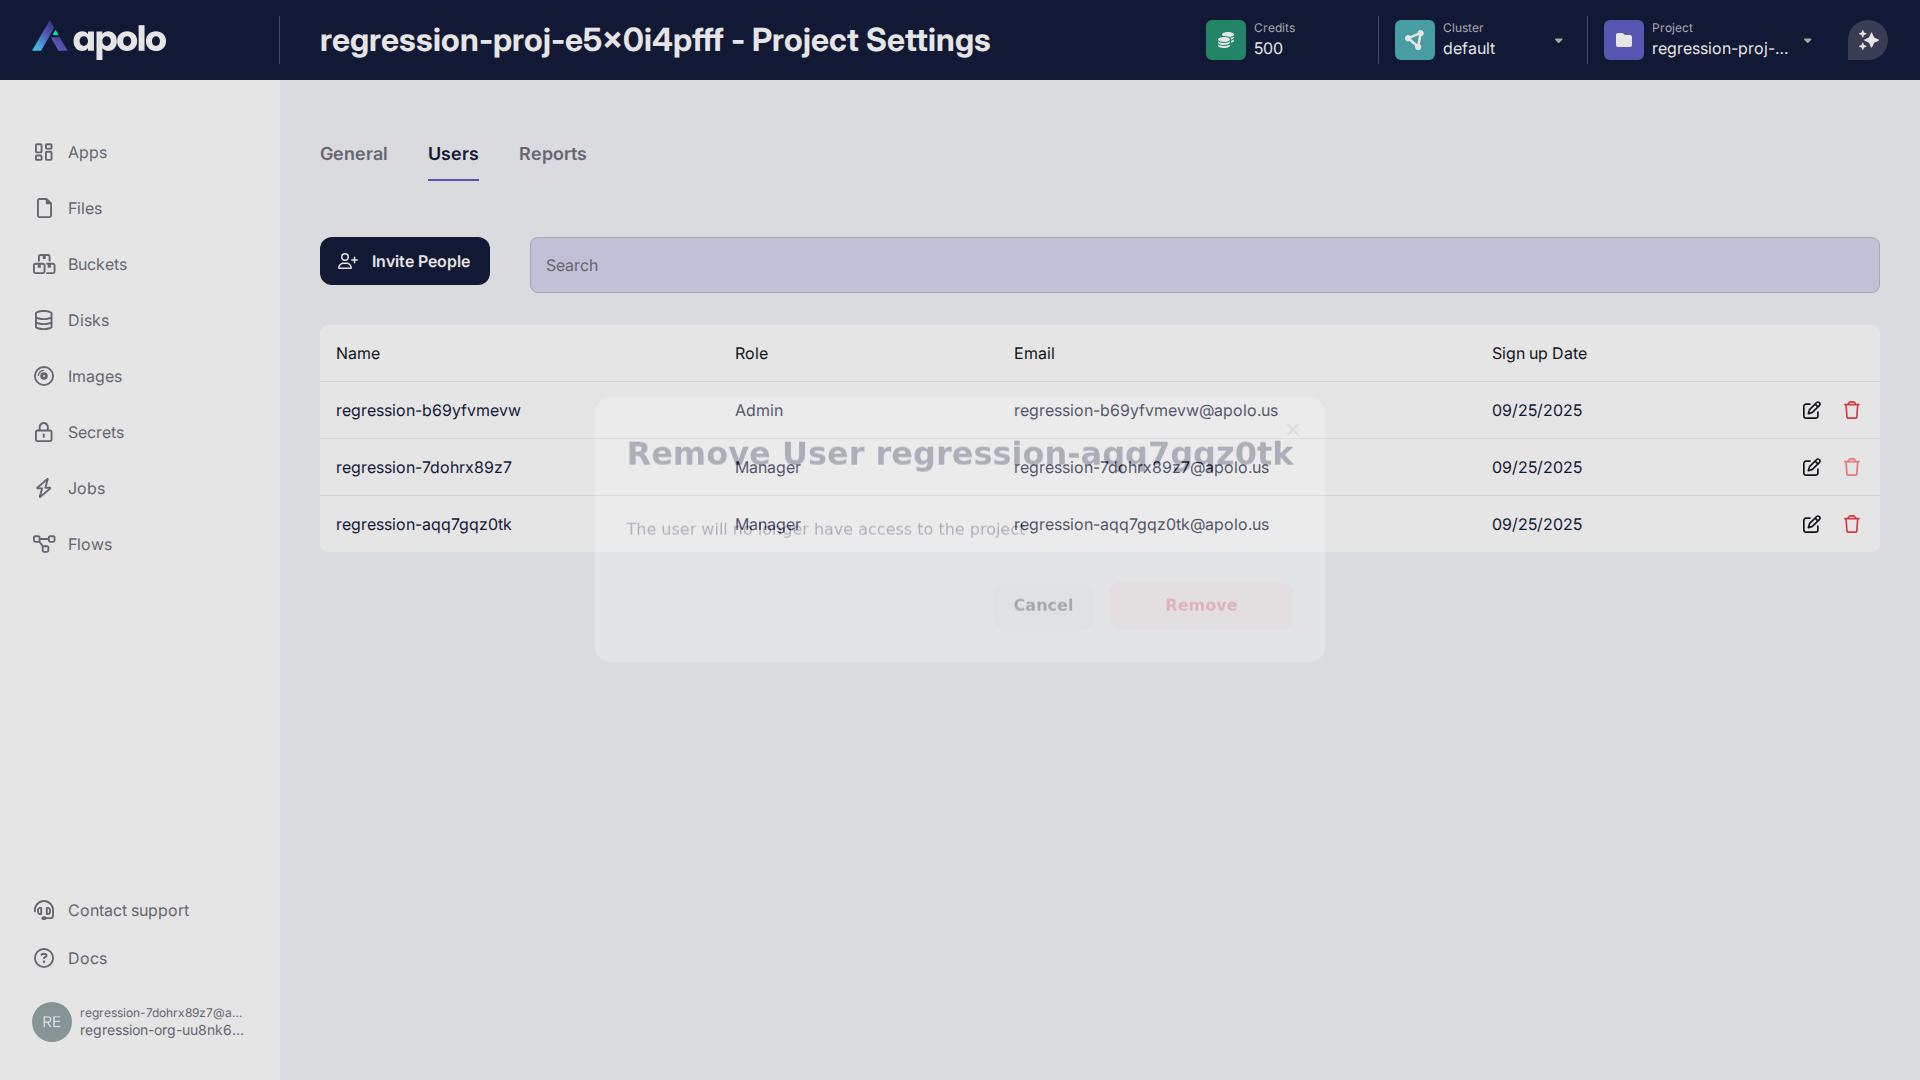 apolo
regression-proj-e5x0i4pfff - Project Settings
Credits
500
Cluster
default
Project
regression-proj-...
Apps
Files
Buckets
Disks
Images
Secrets
Jobs
Flows
Contact support
Docs
RE
regression-7dohrx89z7@a...
regression-org-uu8nk6...
General Users Reports
Invite People
Search
Name Role Email Sign up Date
regression-b69yfvmevw Admin regression-b69yfvmevw@apolo.us 09/25/2025
regression-7dohrx89z7 Manager regression-7dohrx89z7@apolo.us 09/25/2025
regression-aqq7gqz0tk Manager regression-aqq7gqz0tk@apolo.us 09/25/2025
Remove User regression-aqq7gqz0tk
The user will no longer have access to the project
Cancel
Remove